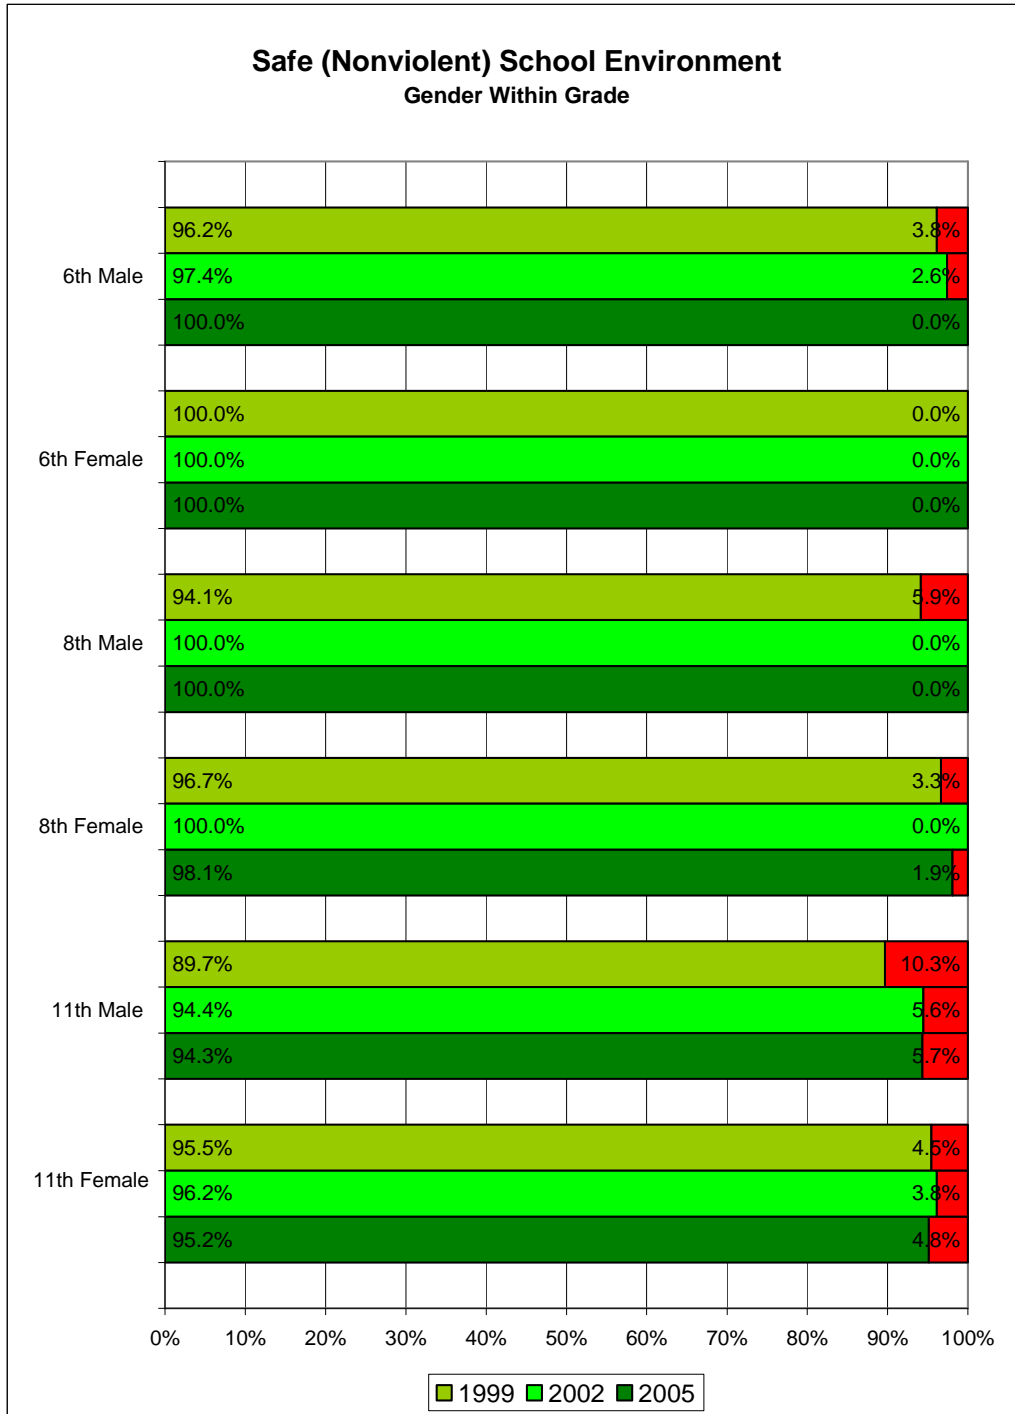 Safe (Nonviolent) School Environment
Gender Within Grade
96.2% 3.8%
6th Male 97.4% 2.6%
100.0% 0.0%
100.0% 0.0%
6th Female 100.0% 0.0%
100.0% 0.0%
94.1% 5.9%
8th Male 100.0% 0.0%
100.0% 0.0%
96.7% 3.3%
8th Female 100.0% 0.0%
98.1% 1.9%
89.7% 10.3%
11th Male 94.4% 5.6%
94.3% 5.7%
95.5% 4.5%
11th Female 96.2% 3.8%
95.2% 4.8%
0% 10% 20% 30% 40% 50% 60% 70% 80% 90% 100%
1999 2002 2005